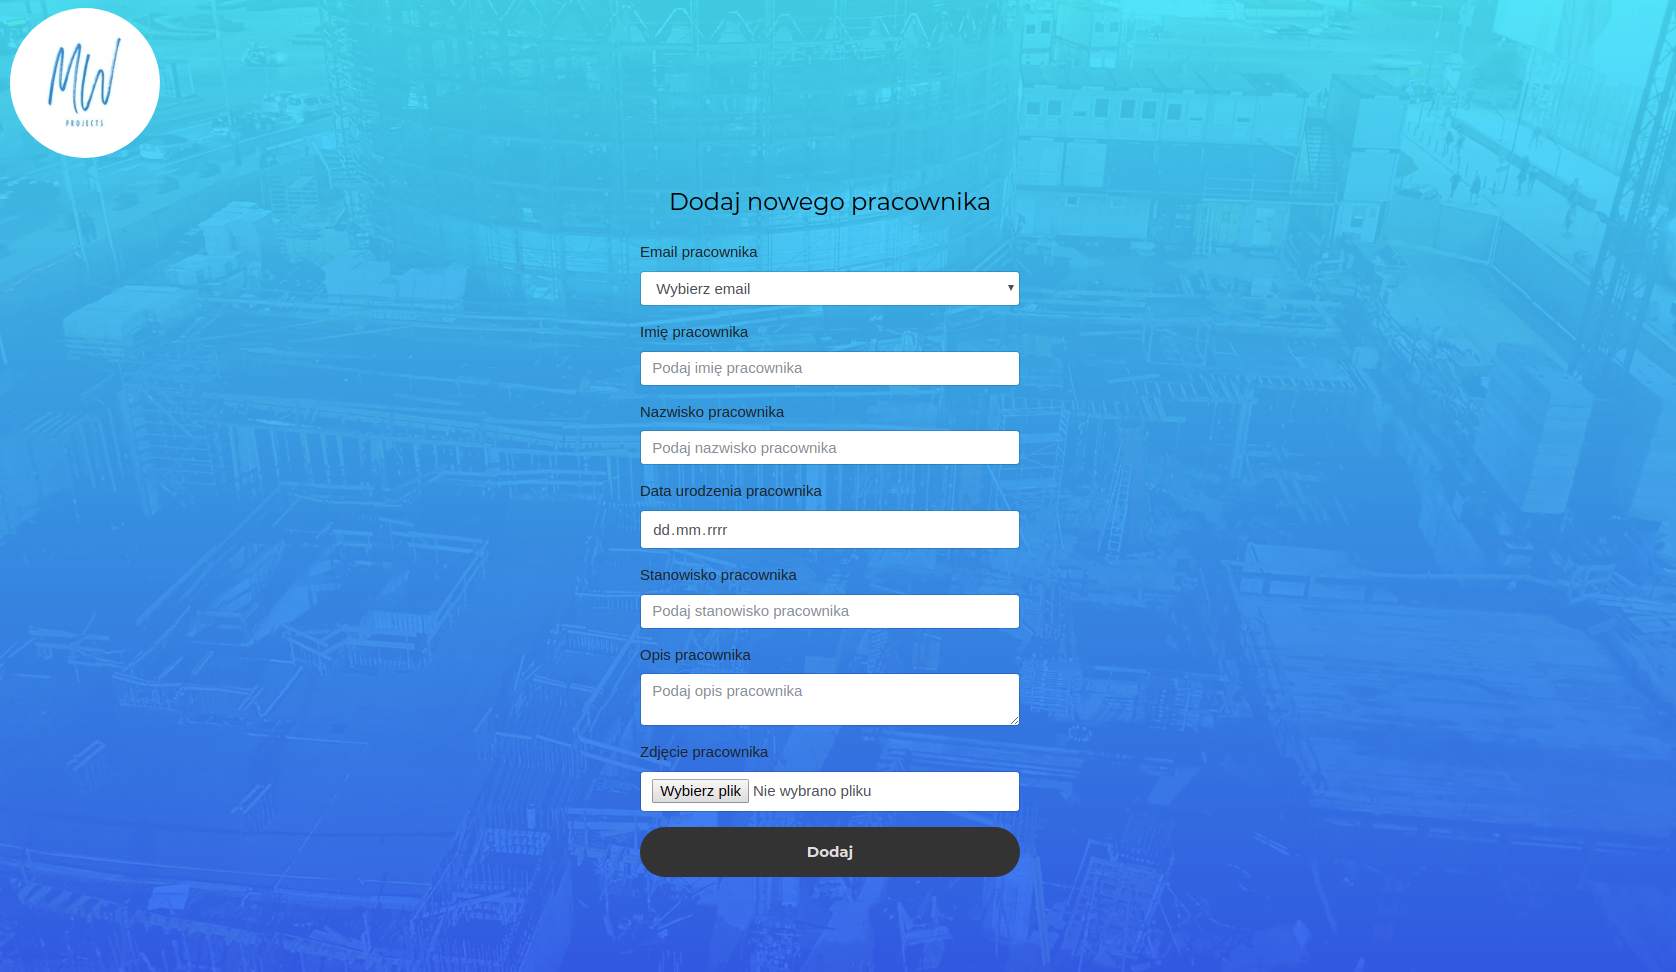 MW
PROJECTS
Dodaj nowego pracownika
Email pracownika
Wybierz email
Imię pracownika
Podaj imię pracownika
Nazwisko pracownika
Podaj nazwisko pracownika
Data urodzenia pracownika
dd.mm.rrrr
Stanowisko pracownika
Podaj stanowisko pracownika
Opis pracownika
Podaj opis pracownika
Zdjęcie pracownika
Wybierz plik Nie wybrano pliku
Dodaj